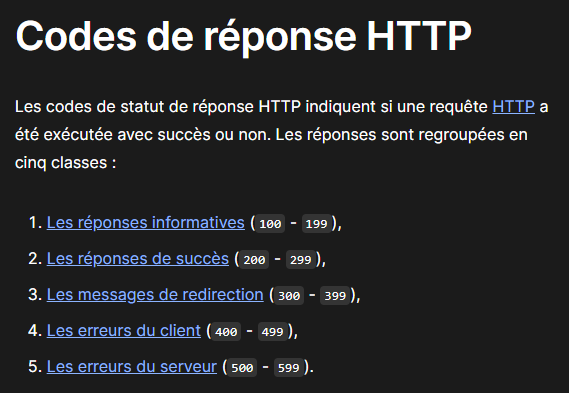 Codes de réponse HTTP
Les codes de statut de réponse HTTP indiquent si une requête HTTP a
été exécutée avec succès ou non. Les réponses sont regroupées en
cinq classes :
1. Les réponses informatives (100 - 199),
2. Les réponses de succès (200 - 299),
3. Les messages de redirection (300 - 399),
4. Les erreurs du client (400 - 499),
5. Les erreurs du serveur (500 - 599).